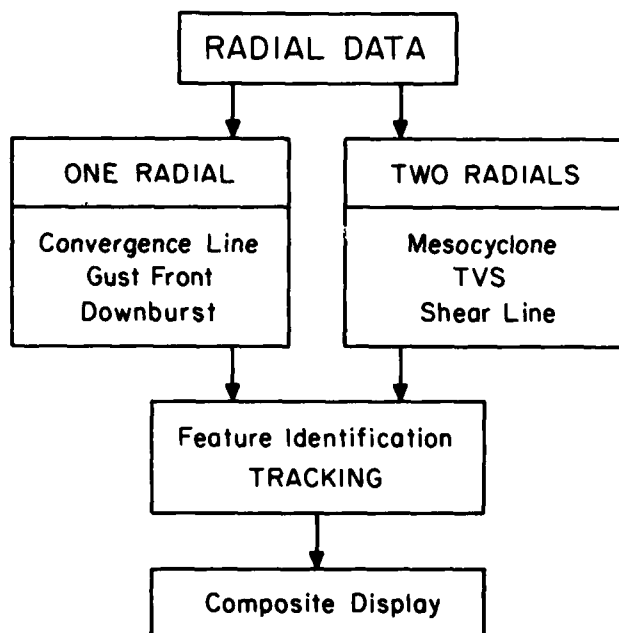 RADIAL DATA
ONE RADIAL
Convergence Line
Gust Front
Downburst
TWO RADIALS
Mesocyclone
TVS
Shear Line
Feature Identification
TRACKING
Composite Display